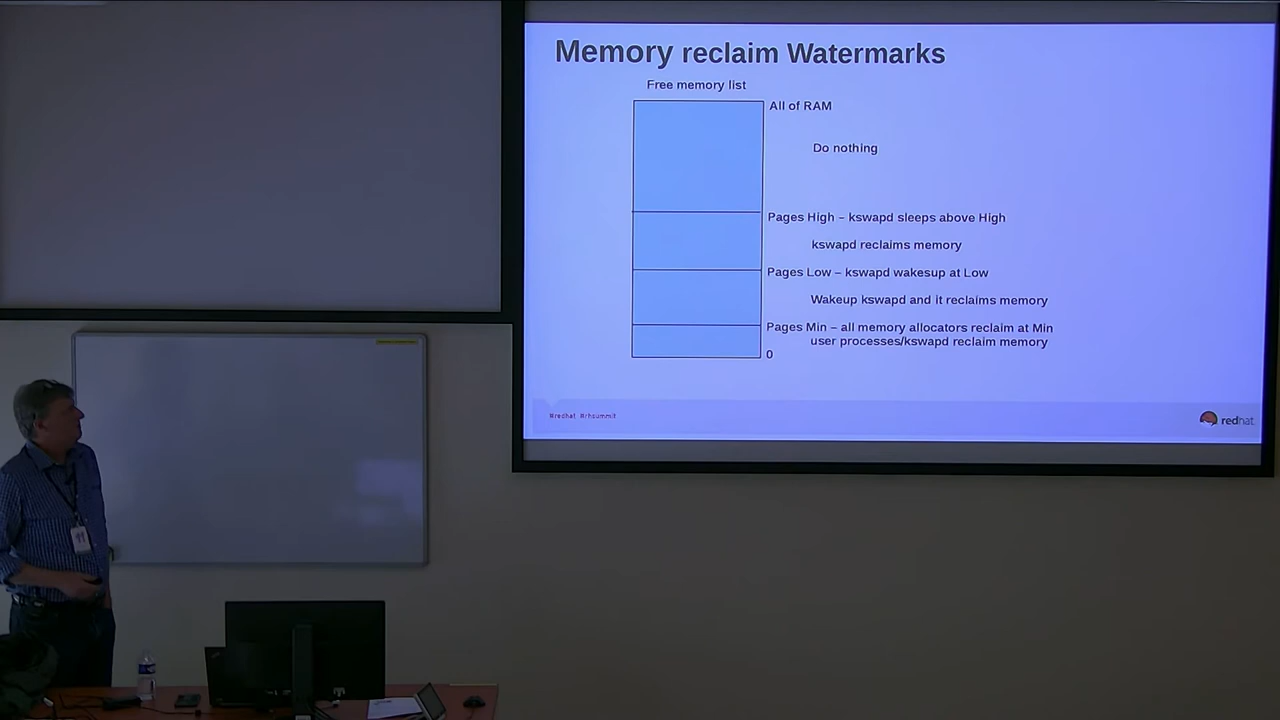 Memory reclaim Watermarks
Free memory list
All of RAM
Do nothing
Pages High – kswapd sleeps above High
kswapd reclaims memory
Pages Low – kswapd wakesup at Low
Wakeup kswapd and it reclaims memory
Pages Min – all memory allocators reclaim at Min
user processes/kswapd reclaim memory
0
#redhat #rhsummit
redhat